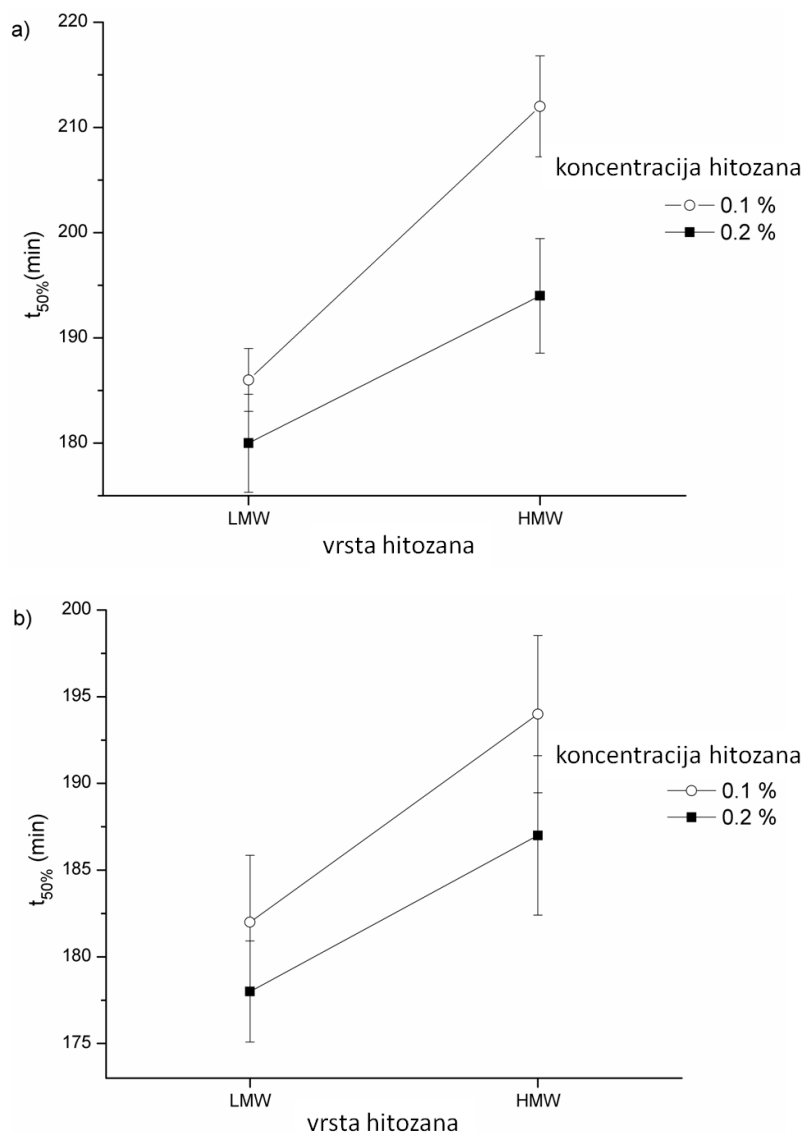 a)
220
210
200
190
180
t50%(min)
LMW
HMW
vrsta hitozana
koncentracija hitozana
0.1 %
0.2 %
b)
200
195
190
185
180
175
t50% (min)
LMW
HMW
vrsta hitozana
koncentracija hitozana
0.1 %
0.2 %